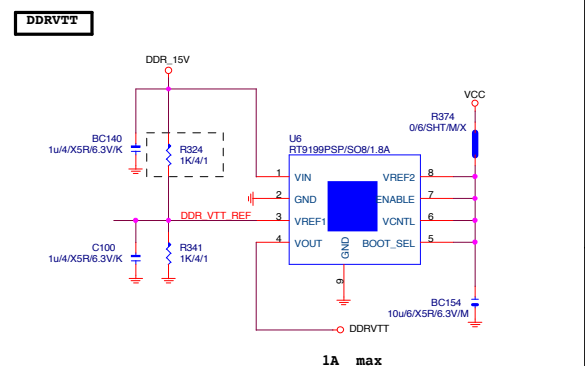 DDRVTT
DDR_15V
VCC
R374
0/6/SHT/M/X
BC140
1u/4/X5R/6.3V/K
R324
1K/4/1
U6
RT9199PSP/SO8/1.8A
1 VIN VREF2 8
2 GND ENABLE 7
DDR_VTT_REF 3 VREF1 VCNTL 6
4 VOUT BOOT_SEL 5
GND
9
C100
1u/4/X5R/6.3V/K
R341
1K/4/1
BC154
10u/6/X5R/6.3V/M
DDRVTT
1A max